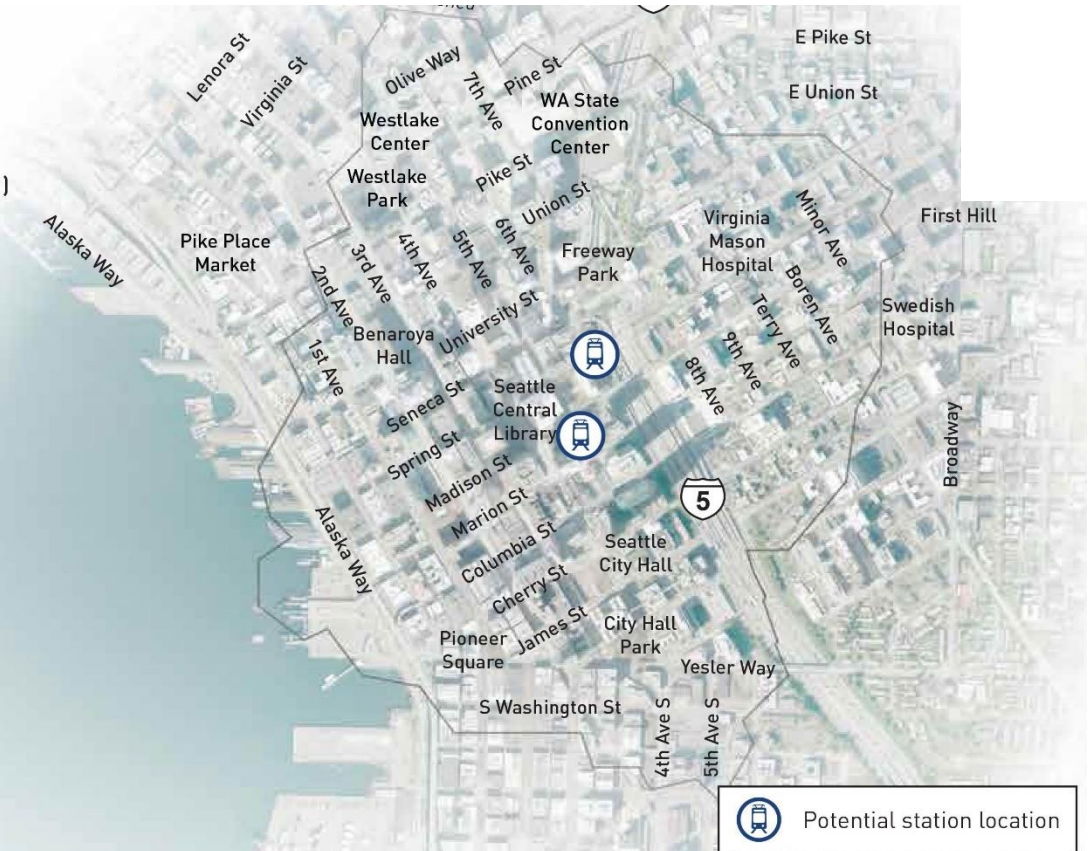 E Pike St
Lenora St
Olive Way
Pine St
Virginia St
7th Ave
E Union St
WA State
Convention
Center
Westlake
Center
Pike St
Westlake
Park
Union St
Minor Ave
First Hill
Virginia
Mason
Hospital
Alaska Way
Pike Place
Market
4th Ave
5th Ave
6th Ave
Freeway
Park
3rd Ave
2nd Ave
Boren Ave
University St
Terry Ave
Swedish
Hospital
Benaroya
Hall
1st Ave
9th Ave
8th Ave
Seattle
Central
Library
Seneca St
Spring St
Broadway
Madison St
Marion St
5
Alaska Way
Columbia St
Seattle
City Hall
Cherry St
James St
City Hall
Park
Pioneer
Square
Yesler Way
S Washington St
4th Ave S
5th Ave S
Potential station location